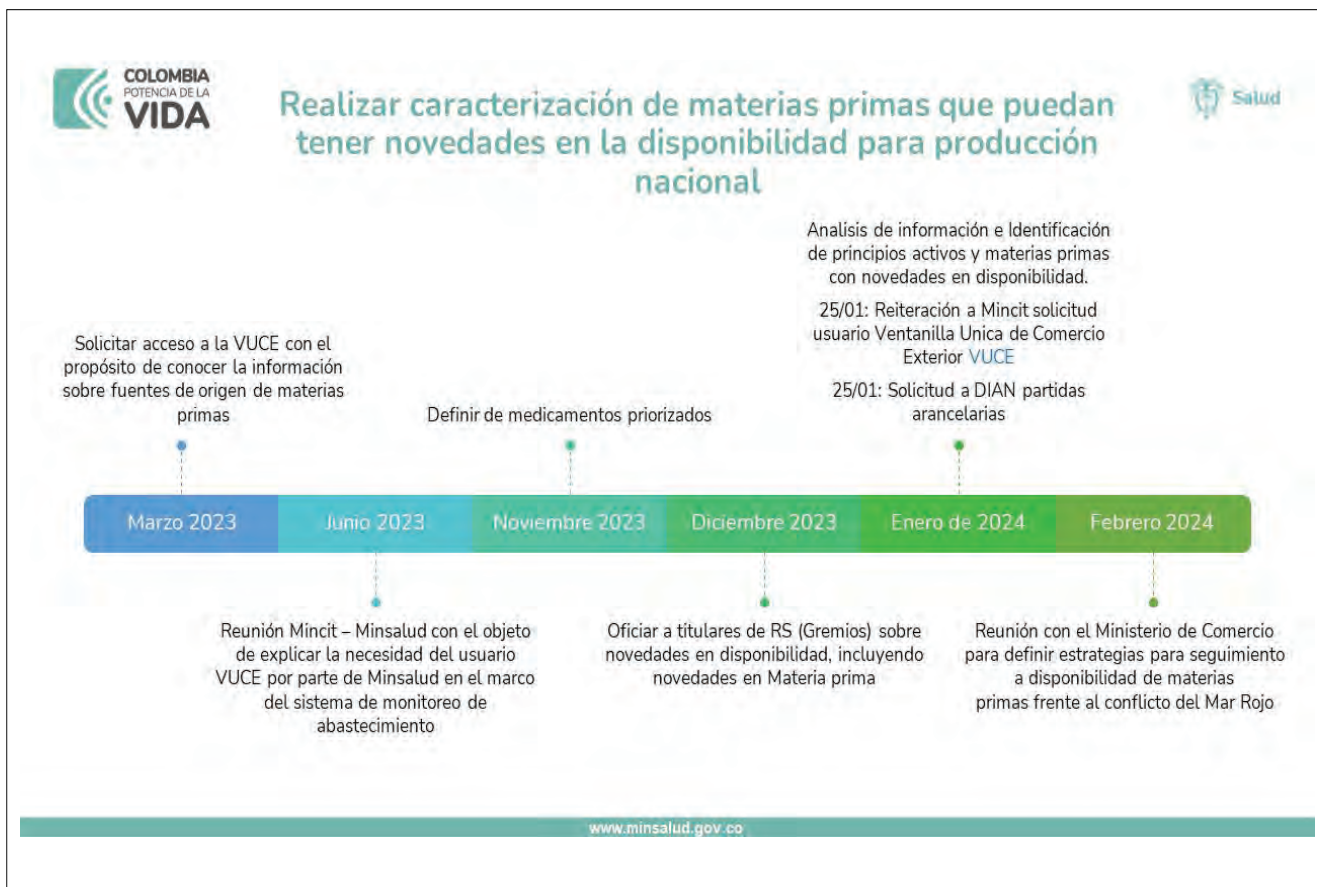 COLOMBIA
POTENCIA DE LA
VIDA
Realizar caracterización de materias primas que puedan
tener novedades en la disponibilidad para producción
nacional
Salud
Solicitar acceso a la VUCE con el
propósito de conocer la información
sobre fuentes de origen de materias
primas
Definir de medicamentos priorizados
Analisis de información e Identificación
de principios activos y materias primas
con novedades en disponibilidad.
25/01: Reiteración a Mincit solicitud
usuario Ventanilla Unica de Comercio
Exterior VUCE
25/01: Solicitud a DIAN partidas
arancelarias
Marzo 2023
Junio 2023
Noviembre 2023
Diciembre 2023
Enero de 2024
Febrero 2024
Reunión Mincit – Minsalud con el objeto
de explicar la necesidad del usuario
VUCE por parte de Minsalud en el marco
del sistema de monitoreo de
abastecimiento
Oficiar a titulares de RS (Gremios) sobre
novedades en disponibilidad, incluyendo
novedades en Materia prima
Reunión con el Ministerio de Comercio
para definir estrategias para seguimiento
a disponibilidad de materias
primas frente al conflicto del Mar Rojo
www.minsalud.gov.co